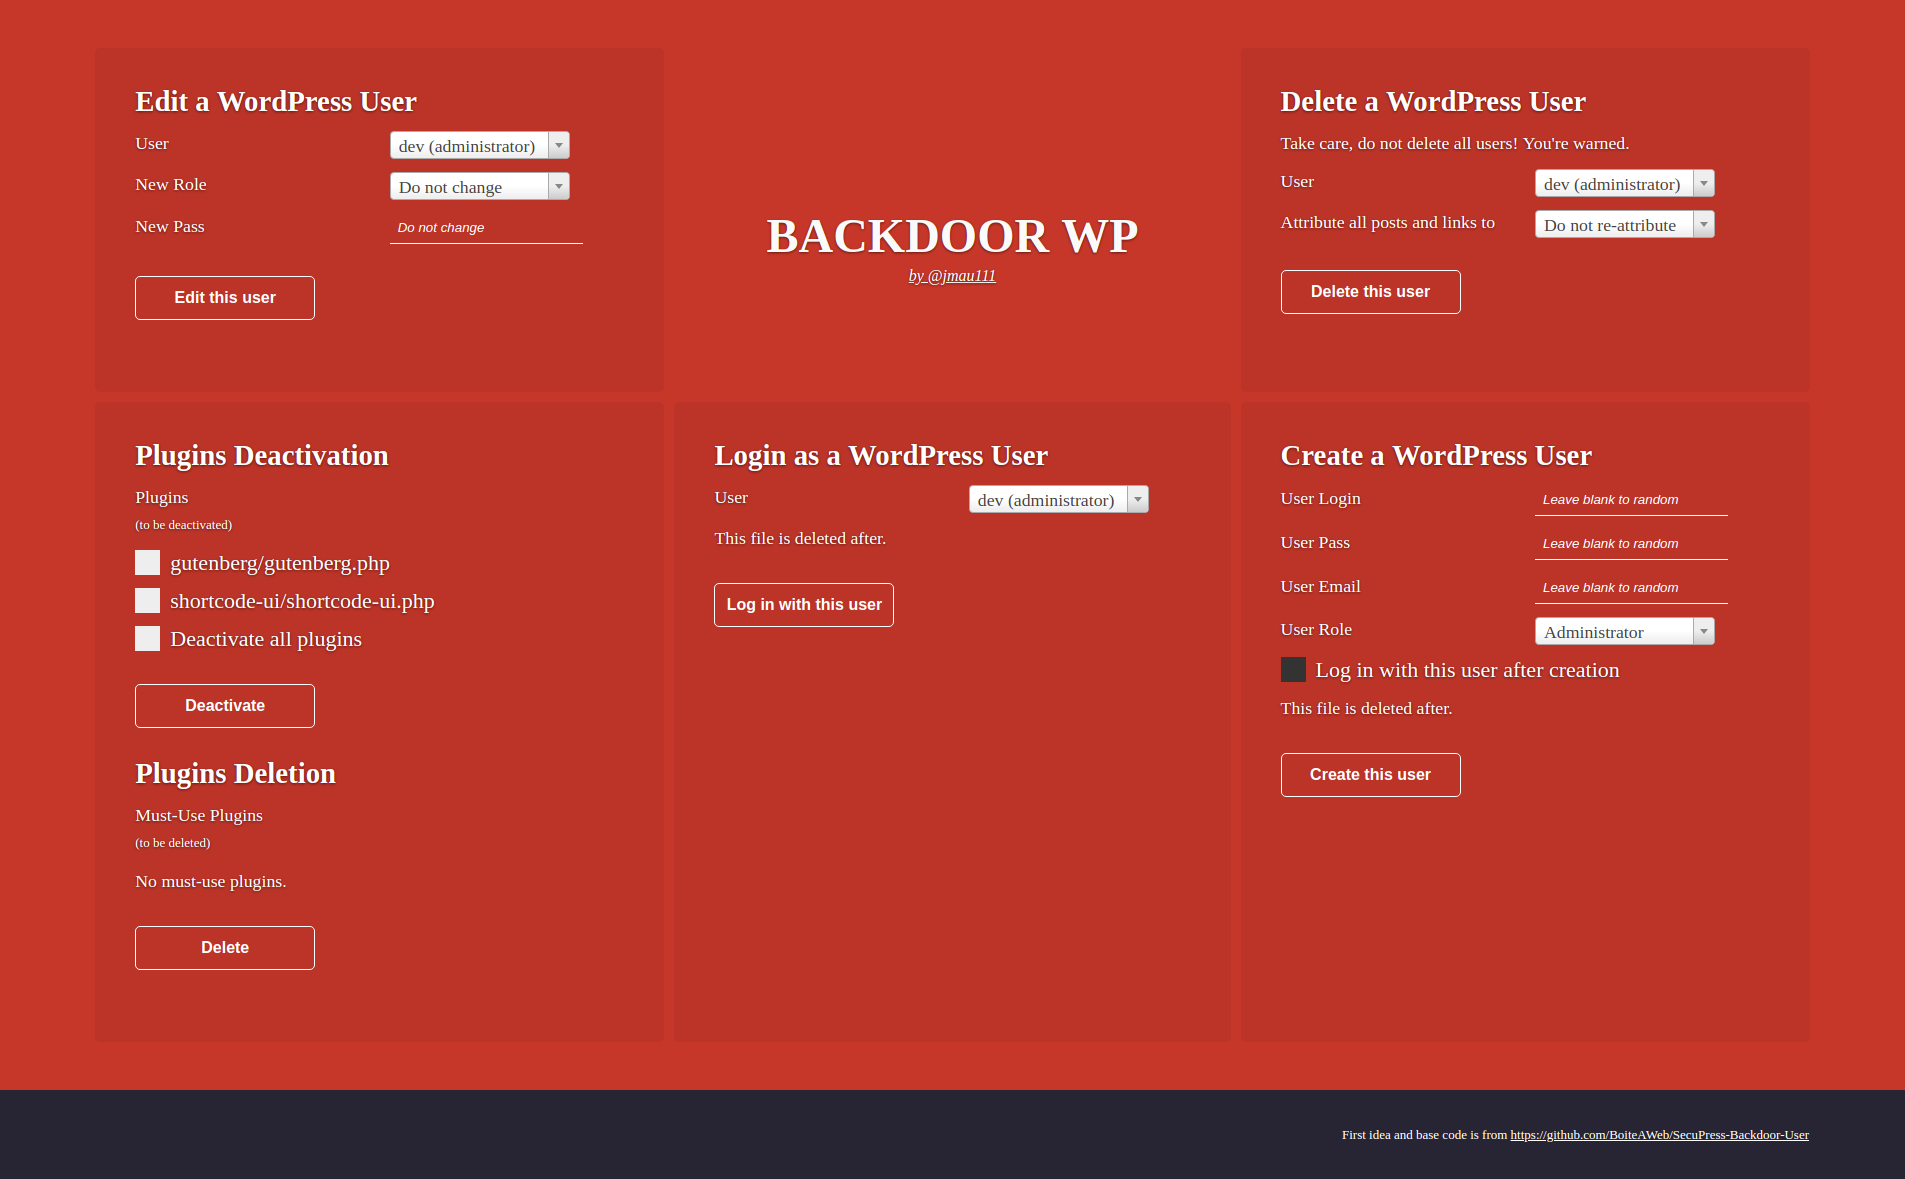 Edit a WordPress User
User
dev (administrator)
New Role
Do not change
New Pass
Do not change
Edit this user
BACKDOOR WP
by @jmau111
Delete a WordPress User
Take care, do not delete all users! You're warned.
User
dev (administrator)
Attribute all posts and links to
Do not re-attribute
Delete this user
Plugins Deactivation
Plugins
(to be deactivated)
gutenberg/gutenberg.php
shortcode-ui/shortcode-ui.php
Deactivate all plugins
Deactivate
Plugins Deletion
Must-Use Plugins
(to be deleted)
No must-use plugins.
Delete
Login as a WordPress User
User
dev (administrator)
This file is deleted after.
Log in with this user
Create a WordPress User
User Login
Leave blank to random
User Pass
Leave blank to random
User Email
Leave blank to random
User Role
Administrator
Log in with this user after creation
This file is deleted after.
Create this user
First idea and base code is from https://github.com/BoiteAWeb/SecuPress-Backdoor-User